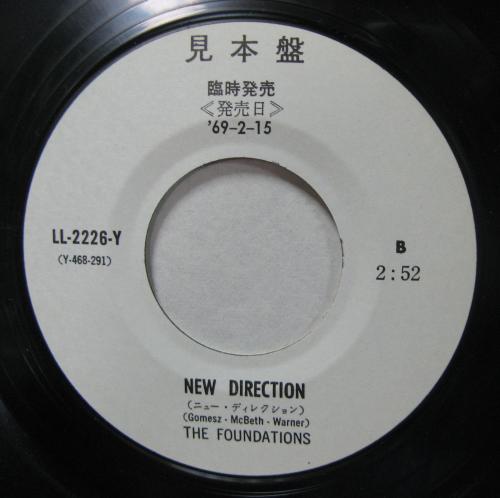 見本盤
臨時発売
《発売日》
'69-2-15
LL-2226-Y
(Y-468-291)
B
2:52
NEW DIRECTION
(ニュー・ディレクション)
(Gomesz - McBeth - Warner)
THE FOUNDATIONS